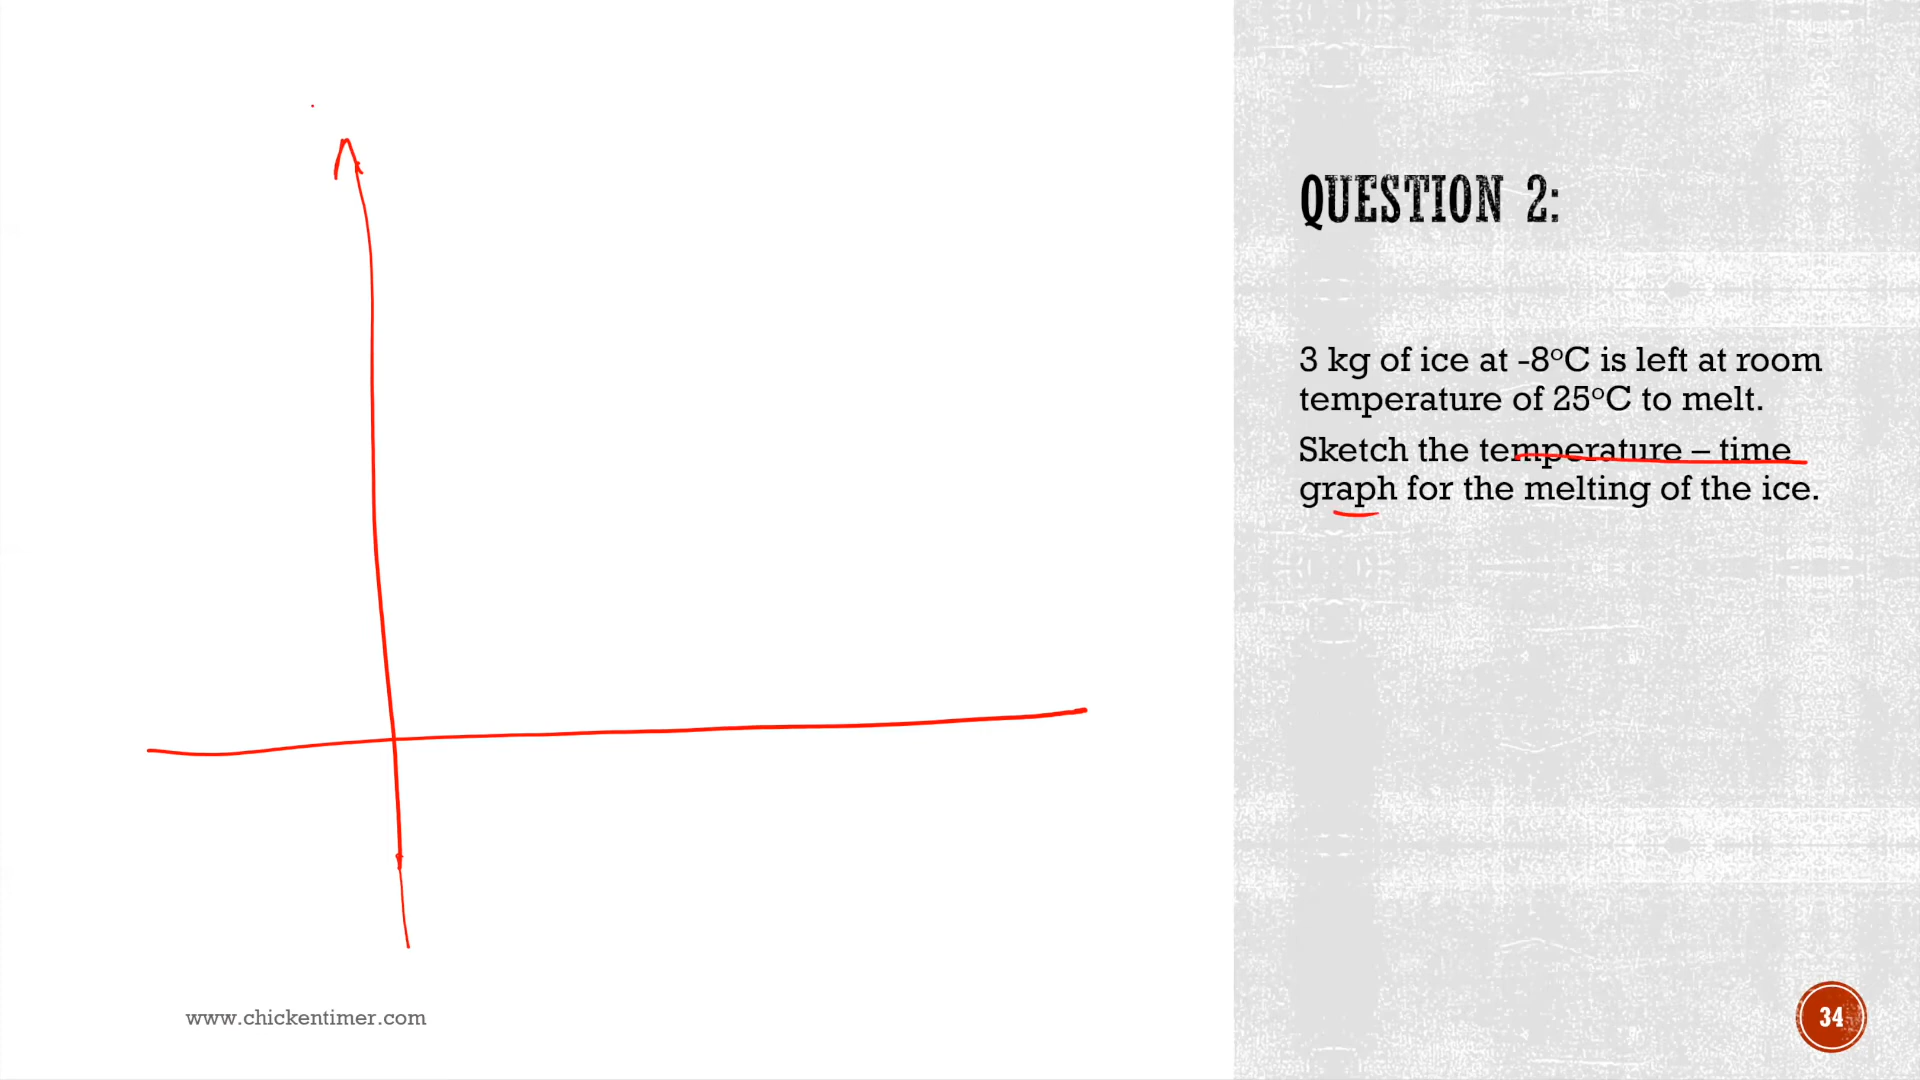 QUESTION 2:
3 kg of ice at -8°C is left at room
temperature of 25°C to melt.
Sketch the temperature – time
graph for the melting of the ice.
www.chickentimer.com
34